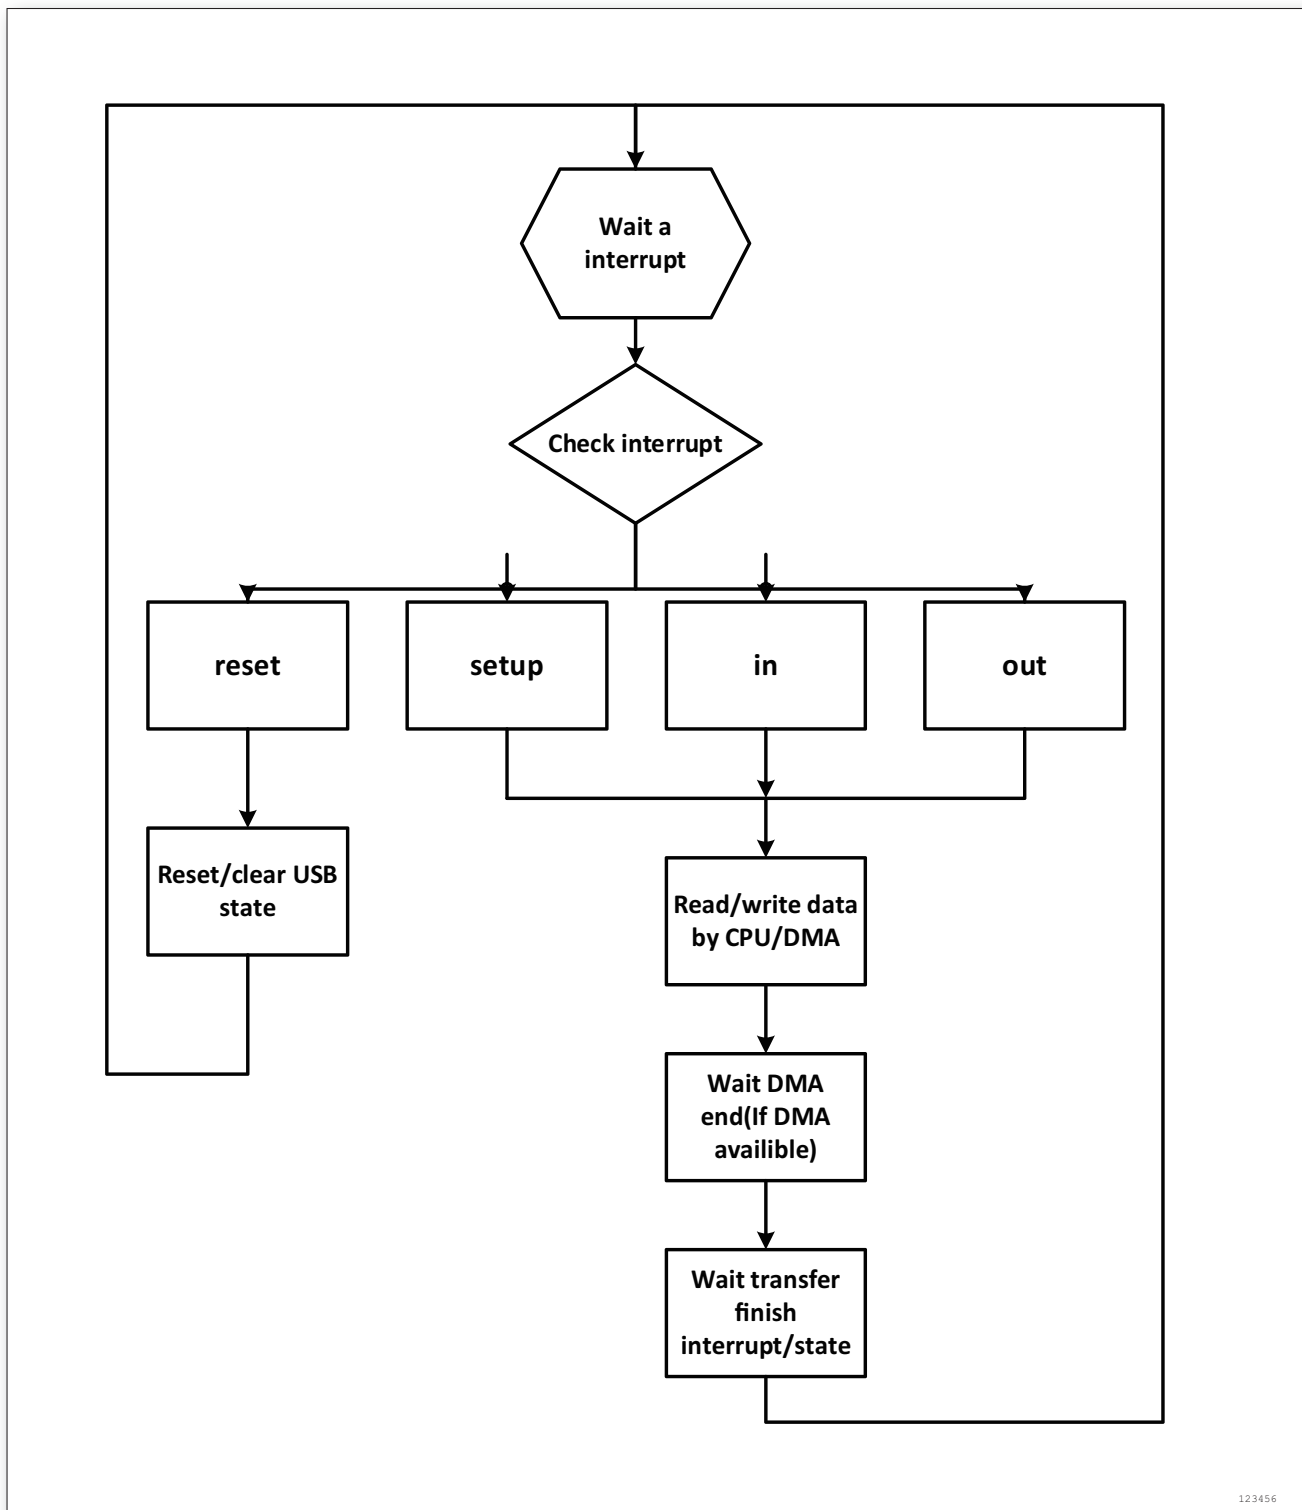 Wait a
interrupt
Check interrupt
reset
setup
in
out
Reset/clear USB
state
Read/write data
by CPU/DMA
Wait DMA
end(If DMA
availible)
Wait transfer
finish
interrupt/state
123456